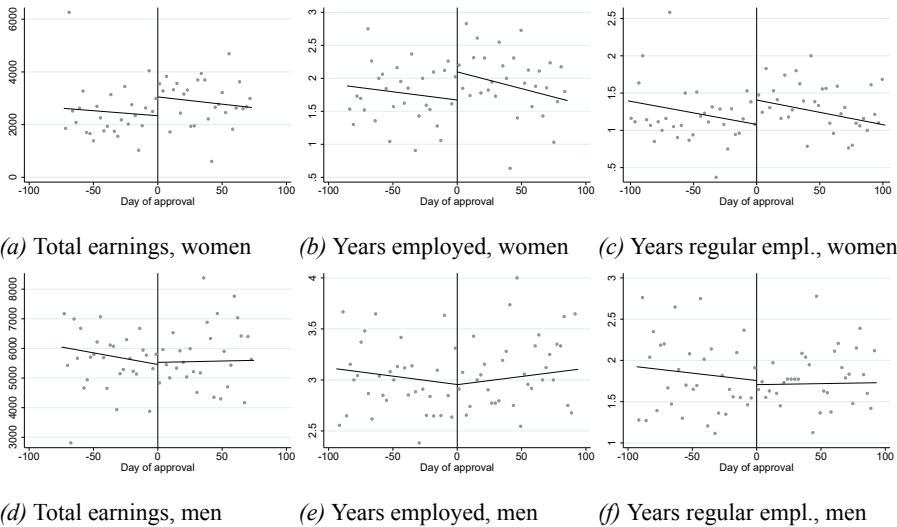 0 2000 4000 6000
-100 -50 0 50 100
Day of approval
.5 1 1.5 2 2.5 3
-100 -50 0 50 100
Day of approval
.5 1 1.5 2 2.5
-100 -50 0 50 100
Day of approval
(a) Total earnings, women
(b) Years employed, women
(c) Years regular empl., women
3000 4000 5000 6000 7000 8000
-100 -50 0 50 100
Day of approval
2.5 3 3.5 4
-100 -50 0 50 100
Day of approval
1 1.5 2 2.5 3
-100 -50 0 50 100
Day of approval
(d) Total earnings, men
(e) Years employed, men
(f) Years regular empl., men